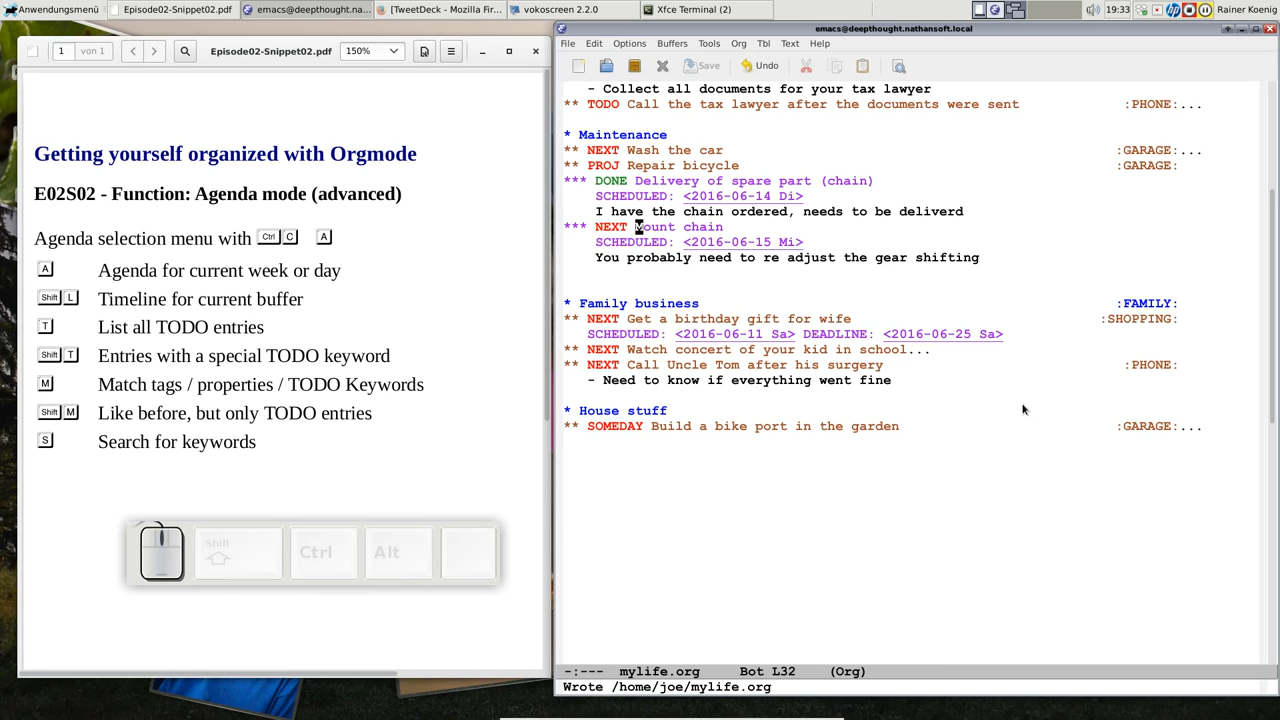 Anwendungsmenü Episode02-Snippet02.pdf emacs@deepthought.na... [TweetDeck - Mozilla Fir... vokoscreen 2.2.0 Xfce Terminal (2) 19:33 Rainer Koenig
1 von 1 Episode02-Snippet02.pdf 150%
Getting yourself organized with Orgmode
E02S02 - Function: Agenda mode (advanced)
Agenda selection menu with Ctrl C A
A Agenda for current week or day
Shift L Timeline for current buffer
T List all TODO entries
Shift T Entries with a special TODO keyword
M Match tags / properties / TODO Keywords
Shift M Like before, but only TODO entries
S Search for keywords
Shift Ctrl Alt
emacs@deepthought.nathansoft.local
File Edit Options Buffers Tools Org Tbl Text Help
Save Undo
- Collect all documents for your tax lawyer
** TODO Call the tax lawyer after the documents were sent :PHONE:...
* Maintenance
** NEXT Wash the car :GARAGE:...
** PROJ Repair bicycle :GARAGE:
*** DONE Delivery of spare part (chain)
SCHEDULED: <2016-06-14 Di>
I have the chain ordered, needs to be deliverd
*** NEXT Mount chain
SCHEDULED: <2016-06-15 Mi>
You probably need to re adjust the gear shifting
* Family business :FAMILY:
** NEXT Get a birthday gift for wife :SHOPPING:
SCHEDULED: <2016-06-11 Sa> DEADLINE: <2016-06-25 Sa>
** NEXT Watch concert of your kid in school...
** NEXT Call Uncle Tom after his surgery :PHONE:
- Need to know if everything went fine
* House stuff
** SOMEDAY Build a bike port in the garden :GARAGE:...
-:--- mylife.org Bot L32 (Org)
Wrote /home/joe/mylife.org